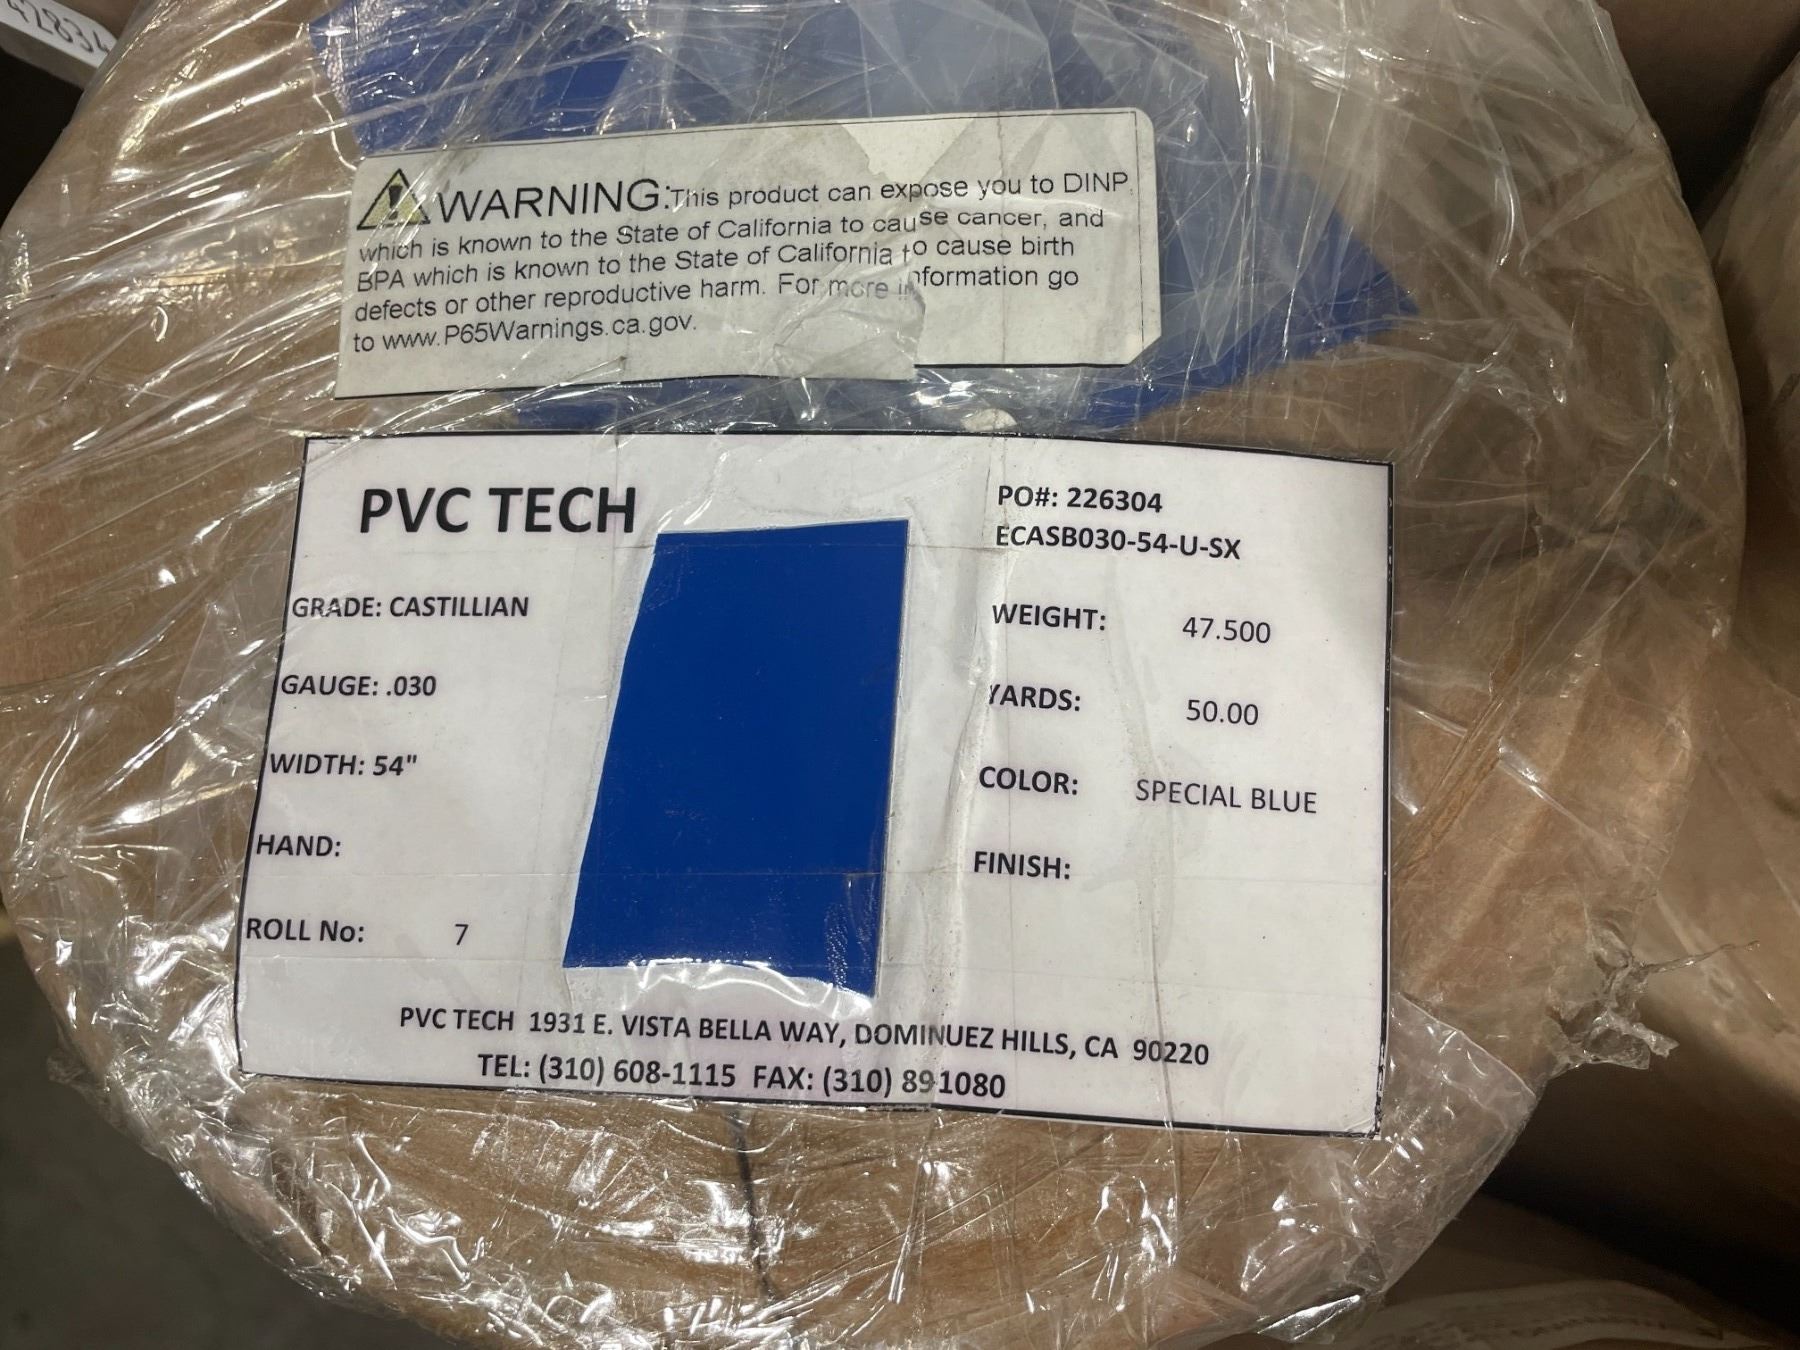 WARNING: This product can expose you to DINP,
which is known to the State of California to cause cancer, and
BPA which is known to the State of California to cause birth
defects or other reproductive harm. For more information go
to www.P65Warnings.ca.gov.
PVC TECH
PO#: 226304
ECASB030-54-U-SX
GRADE: CASTILLIAN
WEIGHT: 47.500
GAUGE: .030
YARDS: 50.00
WIDTH: 54"
COLOR: SPECIAL BLUE
HAND:
FINISH:
ROLL No: 7
PVC TECH 1931 E. VISTA BELLA WAY, DOMINUEZ HILLS, CA 90220
TEL: (310) 608-1115 FAX: (310) 891080